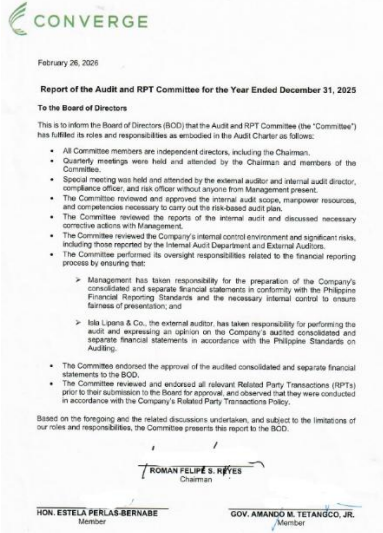 CONVERGE
February 26, 2026
Report of the Audit and RPT Committee for the Year Ended December 31, 2025
To the Board of Directors
This is to inform the Board of Directors (BOD) that the Audit and RPT Committee (the "Committee")
has fulfilled its roles and responsibilities as embodied in the Audit Charter as follows:
• All Committee members are independent directors, including the Chairman.
• Quarterly meetings were held and attended by the Chairman and members of the
Committee.
• Special meeting was held and attended by the external auditor and internal audit director,
compliance officer, and risk officer without anyone from Management present.
• The Committee reviewed and approved the internal audit scope, manpower resources,
and competencies necessary to carry out the risk-based audit plan.
• The Committee reviewed the reports of the internal audit and discussed necessary
corrective actions with Management.
• The Committee reviewed the Company's internal control environment and significant risks,
including those reported by the Internal Audit Department and External Auditors.
• The Committee performed its oversight responsibilities related to the financial reporting
process by ensuring that:
➢ Management has taken responsibility for the preparation of the Company's
consolidated and separate financial statements in conformity with the Philippine
Financial Reporting Standards and the necessary internal control to ensure
fairness of presentation; and
➢ Isla Lipana & Co., the external auditor, has taken responsibility for performing the
audit and expressing an opinion on the Company's audited consolidated and
separate financial statements in accordance with the Philippine Standards on
Auditing.
• The Committee endorsed the approval of the audited consolidated and separate financial
statements to the BOD.
• The Committee reviewed and endorsed all relevant Related Party Transactions (RPTs)
prior to their submission to the Board for approval, and observed that they were conducted
in accordance with the Company's Related Party Transactions Policy.
Based on the foregoing and the related discussions undertaken, and subject to the limitations of
our roles and responsibilities, the Committee presents this report to the BOD.
ROMAN FELIPE S. REYES
Chairman
HON. ESTELA PERLAS-BERNABE
Member
GOV. AMANDO M. TETANGCO, JR.
Member